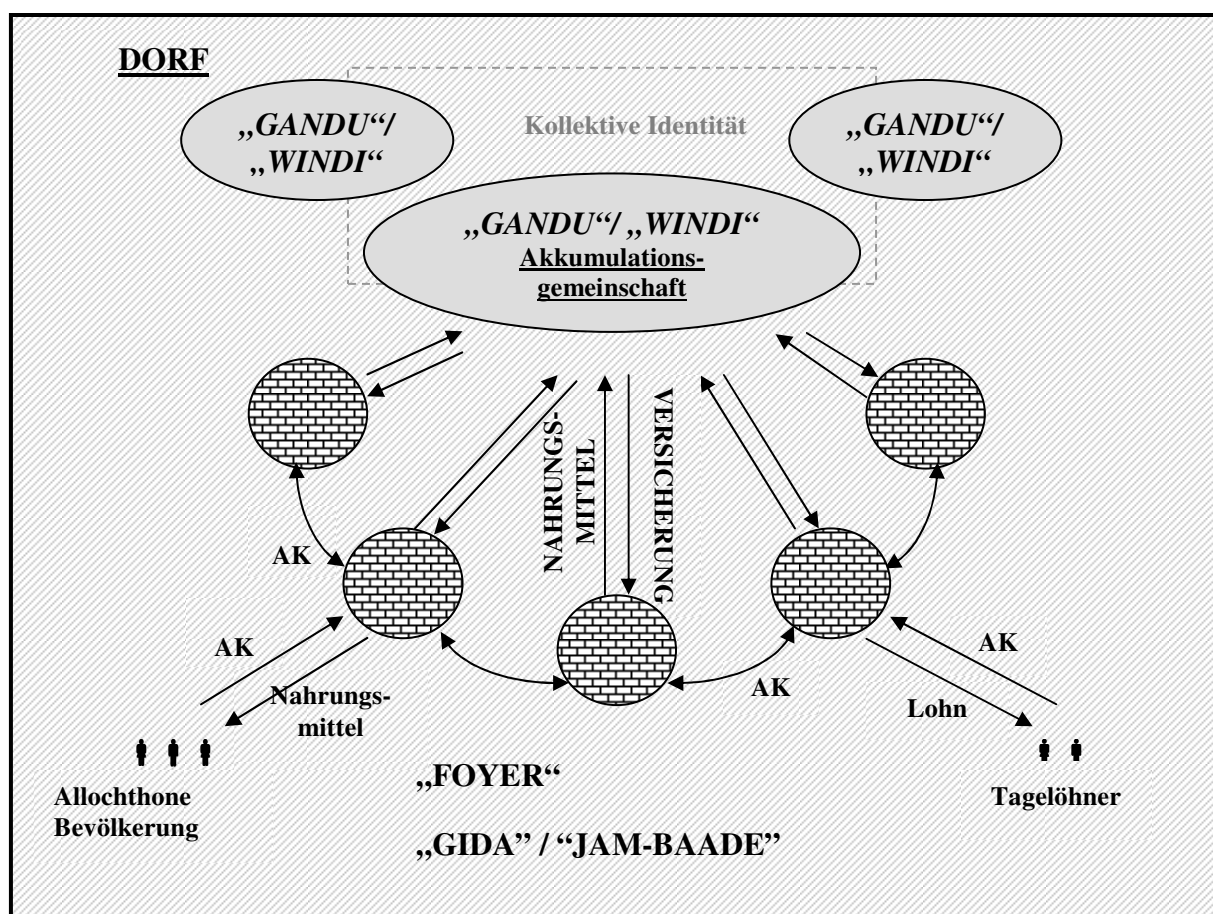 DORF
„GANDU“/
„WINDI“
Kollektive Identität
„GANDU“/
„WINDI“
„GANDU“/ „WINDI“
Akkumulations-
gemeinschaft
NAHRUNGS-
MITTEL
VERSICHERUNG
AK
AK
Nahrungs-
mittel
AK
AK
Lohn
Allochthone
Bevölkerung
Tagelöhner
„FOYER“
„GIDA” / “JAM-BAADE”